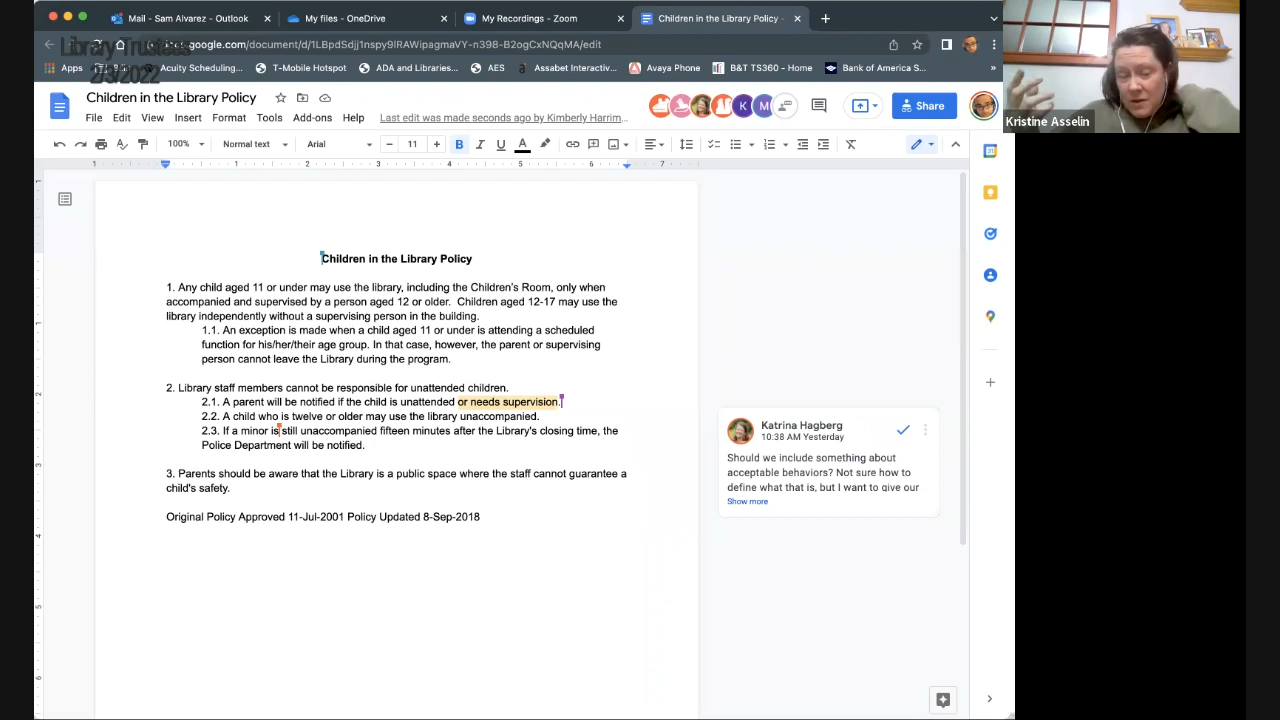 Mail - Sam Alvarez - Outlook
My files - OneDrive
My Recordings - Zoom
Children in the Library Policy -
Library Trustees
2/3/2022
.google.com/document/d/1LBpdSdjj1nspy9lRAWipagmaVY-n398-B2ogCxNQqMA/edit
Apps
Acuity Scheduling...
T-Mobile Hotspot
ADA and Libraries...
AES
Assabet Interactiv...
Avaya Phone
B&T TS360 - Home
Bank of America S...
»
Kristine Asselin
Children in the Library Policy
File Edit View Insert Format Tools Add-ons Help
Last edit was made seconds ago by Kimberly Harrim...
K
M
Share
100%
Normal text
Arial
11
B I U A
1 1 2 3 4 5 6 7
Children in the Library Policy
1. Any child aged 11 or under may use the library, including the Children's Room, only when
accompanied and supervised by a person aged 12 or older. Children aged 12-17 may use the
library independently without a supervising person in the building.
1.1. An exception is made when a child aged 11 or under is attending a scheduled
function for his/her/their age group. In that case, however, the parent or supervising
person cannot leave the Library during the program.
2. Library staff members cannot be responsible for unattended children.
2.1. A parent will be notified if the child is unattended or needs supervision.
2.2. A child who is twelve or older may use the library unaccompanied.
2.3. If a minor is still unaccompanied fifteen minutes after the Library's closing time, the
Police Department will be notified.
3. Parents should be aware that the Library is a public space where the staff cannot guarantee a
child's safety.
Original Policy Approved 11-Jul-2001 Policy Updated 8-Sep-2018
Katrina Hagberg
10:38 AM Yesterday
Should we include something about
acceptable behaviors? Not sure how to
define what that is, but I want to give our
Show more